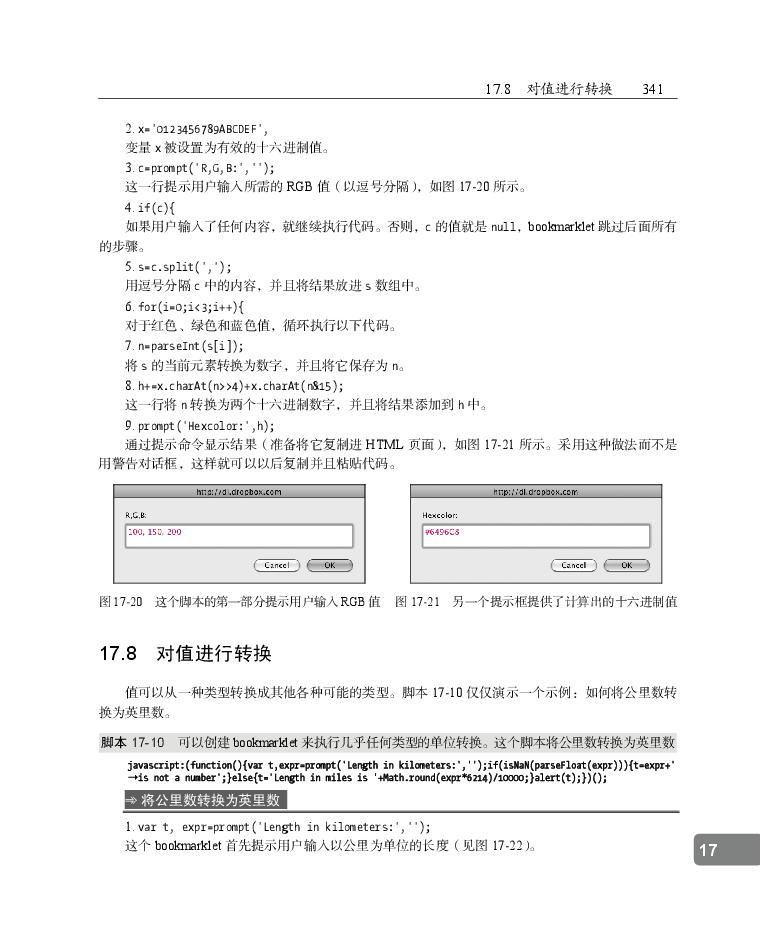 17.8 对值进行转换 341
2. x='0123456789ABCDEF',
变量 x 被设置为有效的十六进制值。
3. c=prompt('R,G,B:','');
这一行提示用户输入所需的 RGB 值（以逗号分隔），如图 17-20 所示。
4. if(c){
如果用户输入了任何内容，就继续执行代码。否则，c 的值就是 null，bookmarklet 跳过后面所有
的步骤。
5. s=c.split(',');
用逗号分隔 c 中的内容，并且将结果放进 s 数组中。
6. for(i=0;i<3;i++){
对于红色、绿色和蓝色值，循环执行以下代码。
7. n=parseInt(s[i]);
将 s 的当前元素转换为数字，并且将它保存为 n。
8. h+=x.charAt(n>>4)+x.charAt(n&15);
这一行将 n 转换为两个十六进制数字，并且将结果添加到 h 中。
9. prompt('Hexcolor:',h);
通过提示命令显示结果（准备将它复制进 HTML 页面），如图 17-21 所示。采用这种做法而不是
用警告对话框，这样就可以以后复制并且粘贴代码。
http://dl.dropbox.com
R,G,B:
100, 150, 200
Cancel OK
http://dl.dropbox.com
Hexcolor:
#6496C8
Cancel OK
图 17-20 这个脚本的第一部分提示用户输入 RGB 值
图 17-21 另一个提示框提供了计算出的十六进制值
17.8 对值进行转换
值可以从一种类型转换成其他各种可能的类型。脚本 17-10 仅仅演示一个示例：如何将公里数转
换为英里数。
脚本 17-10 可以创建 bookmarklet 来执行几乎任何类型的单位转换。这个脚本将公里数转换为英里数
javascript:(function(){var t,expr=prompt('Length in kilometers:','');if(isNaN(parseFloat(expr))){t=expr+'
→is not a number';}else{t='Length in miles is '+Math.round(expr*6214)/10000;}alert(t);})();
将公里数转换为英里数
1. var t, expr=prompt('Length in kilometers:','');
这个 bookmarklet 首先提示用户输入以公里为单位的长度（见图 17-22）。
17